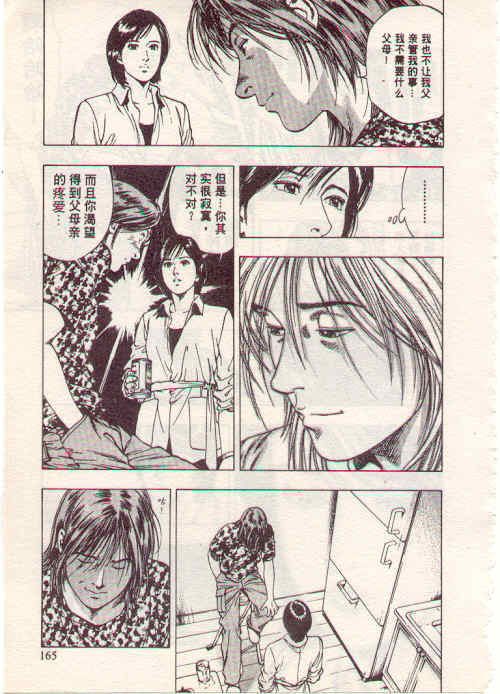 我也不让我父
亲管我的事…
我不需要什么
父母！
…………
但是…你其
实很寂寞，
对不对？
而且你渴望
得到父母亲
的疼爱…
165